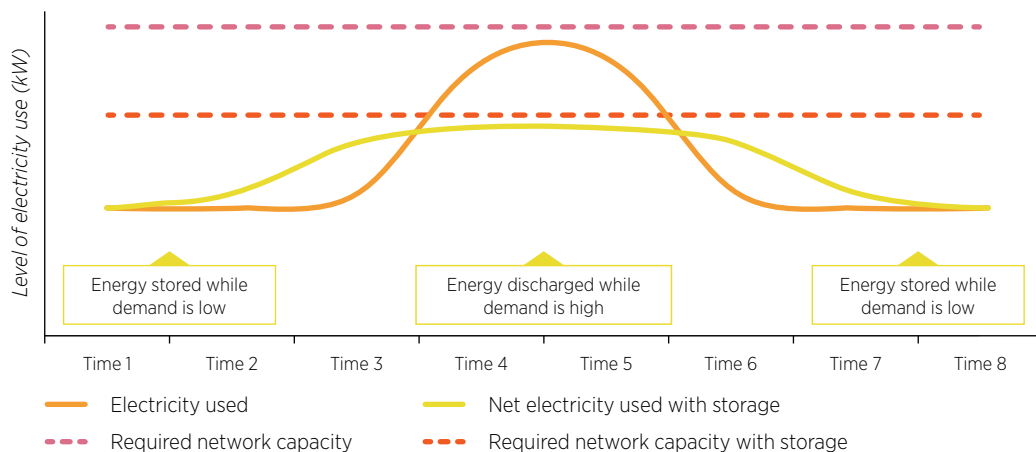 Level of electricity use (kW)
Energy stored while
demand is low
Energy discharged while
demand is high
Energy stored while
demand is low
Time 1 Time 2 Time 3 Time 4 Time 5 Time 6 Time 7 Time 8
Electricity used
Net electricity used with storage
Required network capacity
Required network capacity with storage